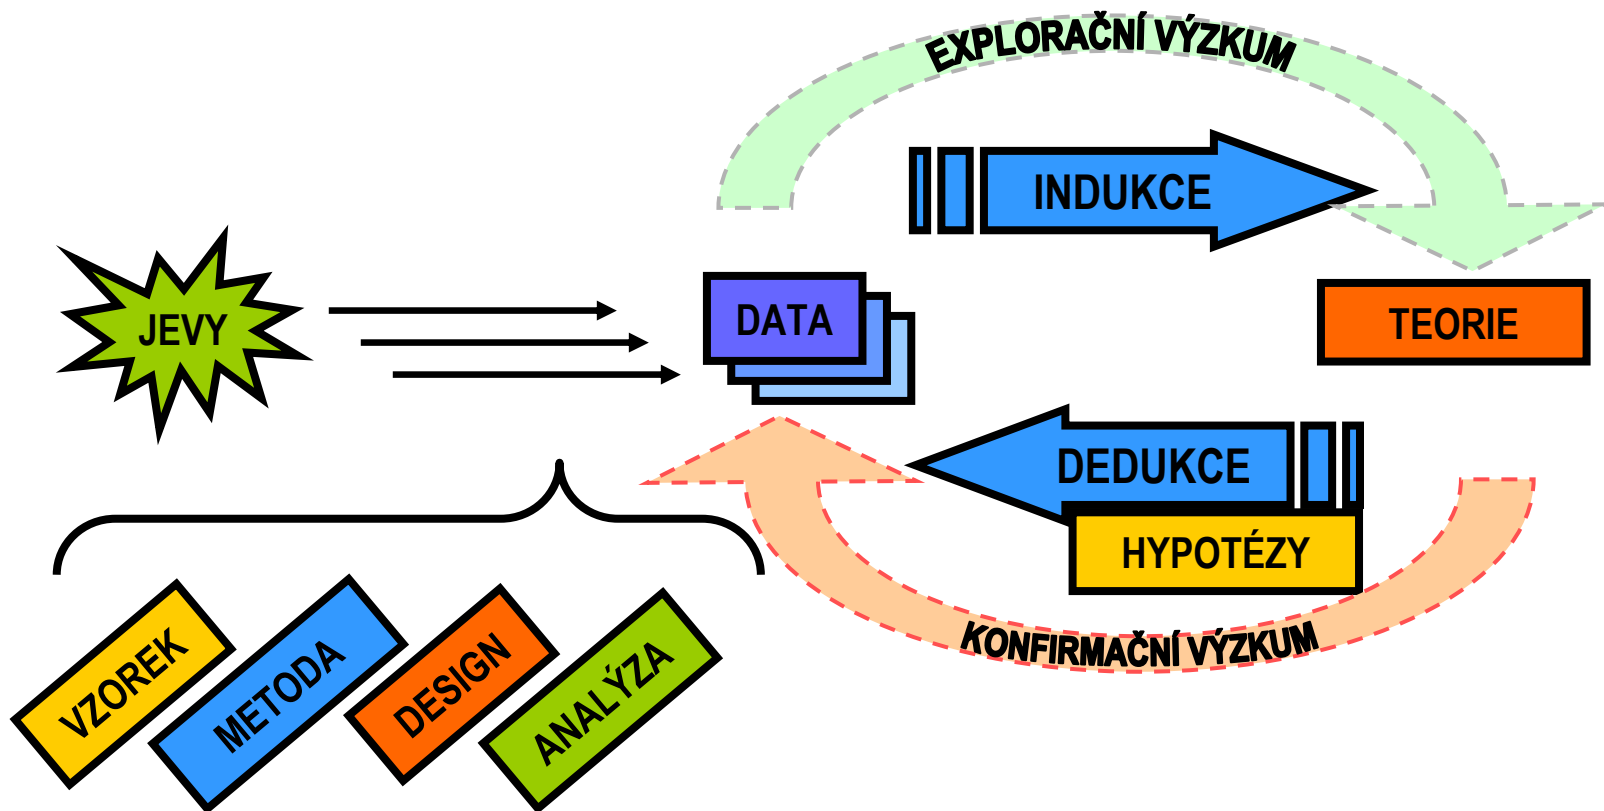 EXPLORAČNÍ VÝZKUM
INDUKCE
JEVY
DATA
TEORIE
DEDUKCE
HYPOTÉZY
KONFIRMAČNÍ VÝZKUM
VZOREK
METODA
DESIGN
ANALÝZA